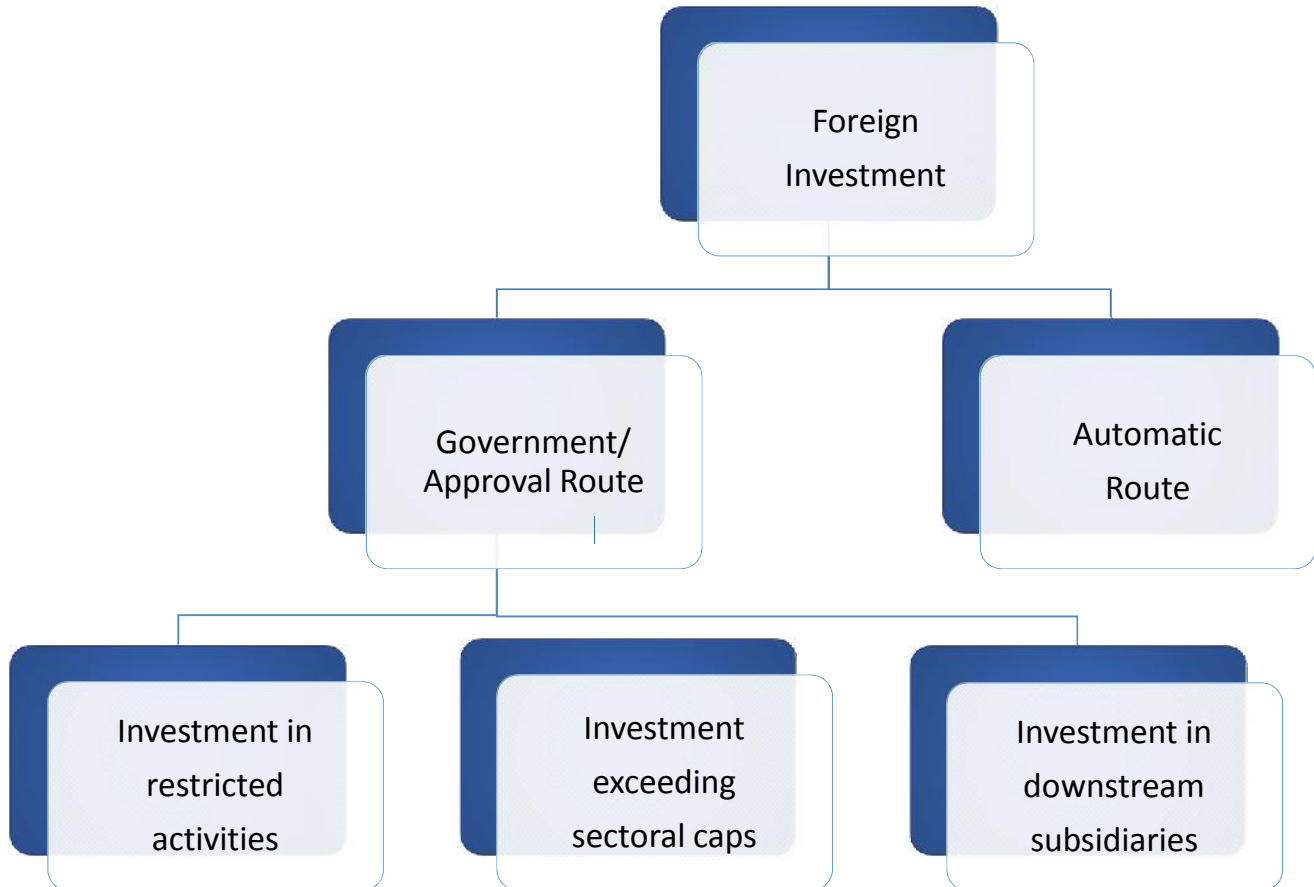 Foreign
Investment
Government/
Approval Route
Automatic
Route
Investment in
restricted
activities
Investment
exceeding
sectoral caps
Investment in
downstream
subsidiaries